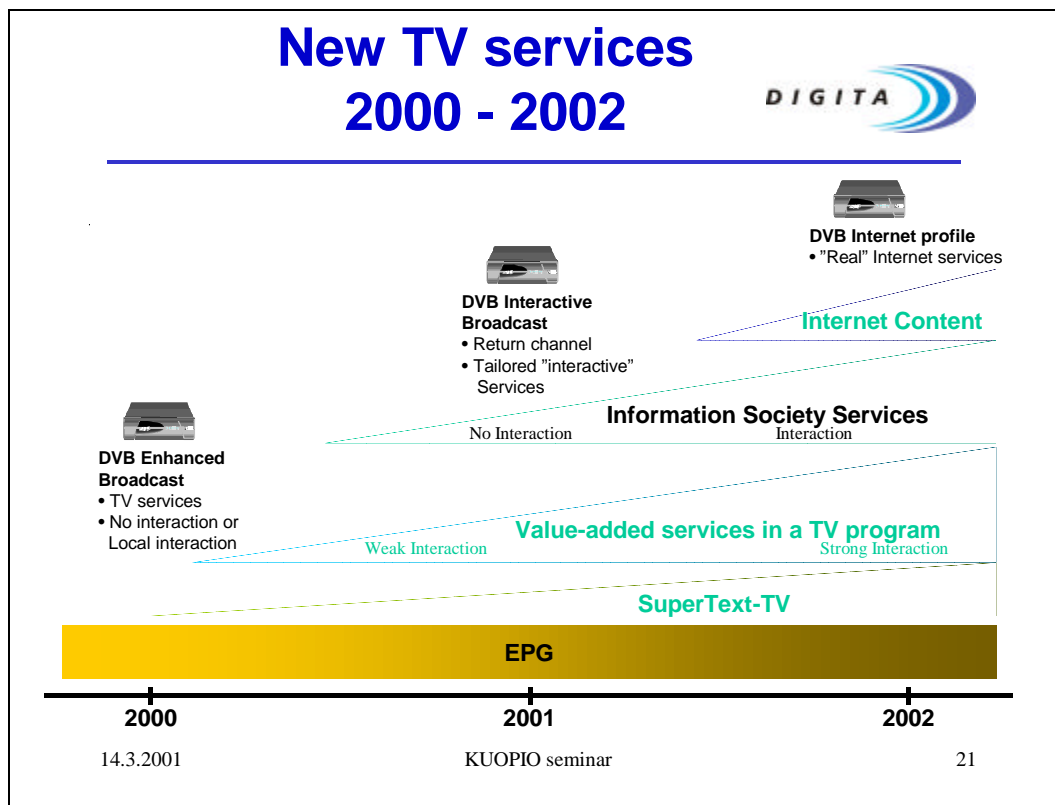 New TV services
2000 - 2002
DIGITA
DVB Internet profile
• ”Real” Internet services
DVB Interactive
Broadcast
• Return channel
• Tailored ”interactive”
Services
Internet Content
Information Society Services
No Interaction
Interaction
DVB Enhanced
Broadcast
• TV services
• No interaction or
Local interaction
Value-added services in a TV program
Weak Interaction
Strong Interaction
SuperText-TV
EPG
2000
2001
2002
14.3.2001
KUOPIO seminar
21